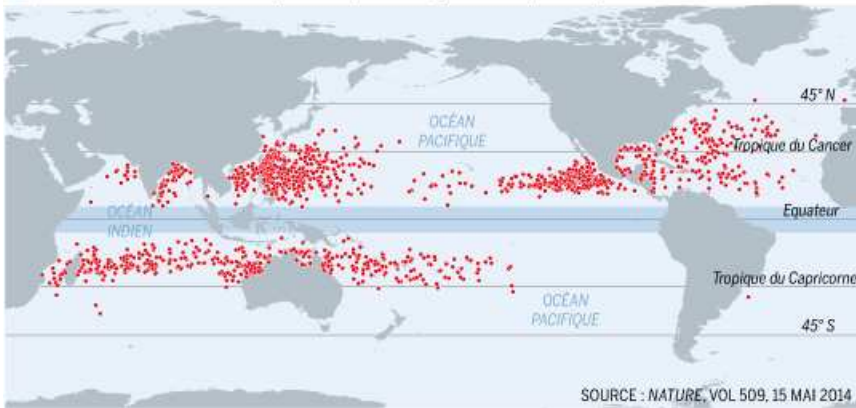 45° N
OCÉAN
PACIFIQUE
Tropique du Cancer
Equateur
OCÉAN
INDIEN
Tropique du Capricorne
OCÉAN
PACIFIQUE
45° S
SOURCE : NATURE, VOL 509, 15 MAI 2014